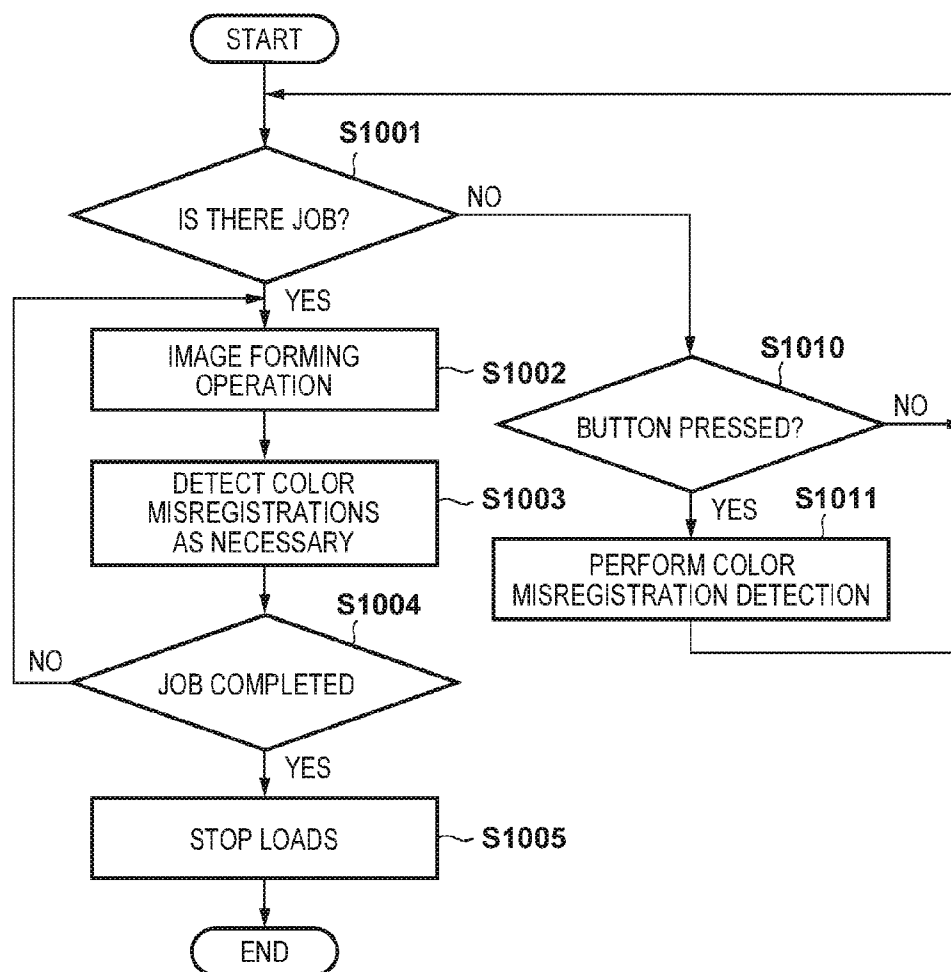 START
S1001
IS THERE JOB?
NO
YES
IMAGE FORMING
OPERATION
S1002
S1010
BUTTON PRESSED?
NO
DETECT COLOR
MISREGISTRATIONS
AS NECESSARY
S1003
YES
S1011
PERFORM COLOR
MISREGISTRATION DETECTION
S1004
NO
JOB COMPLETED
YES
STOP LOADS
S1005
END